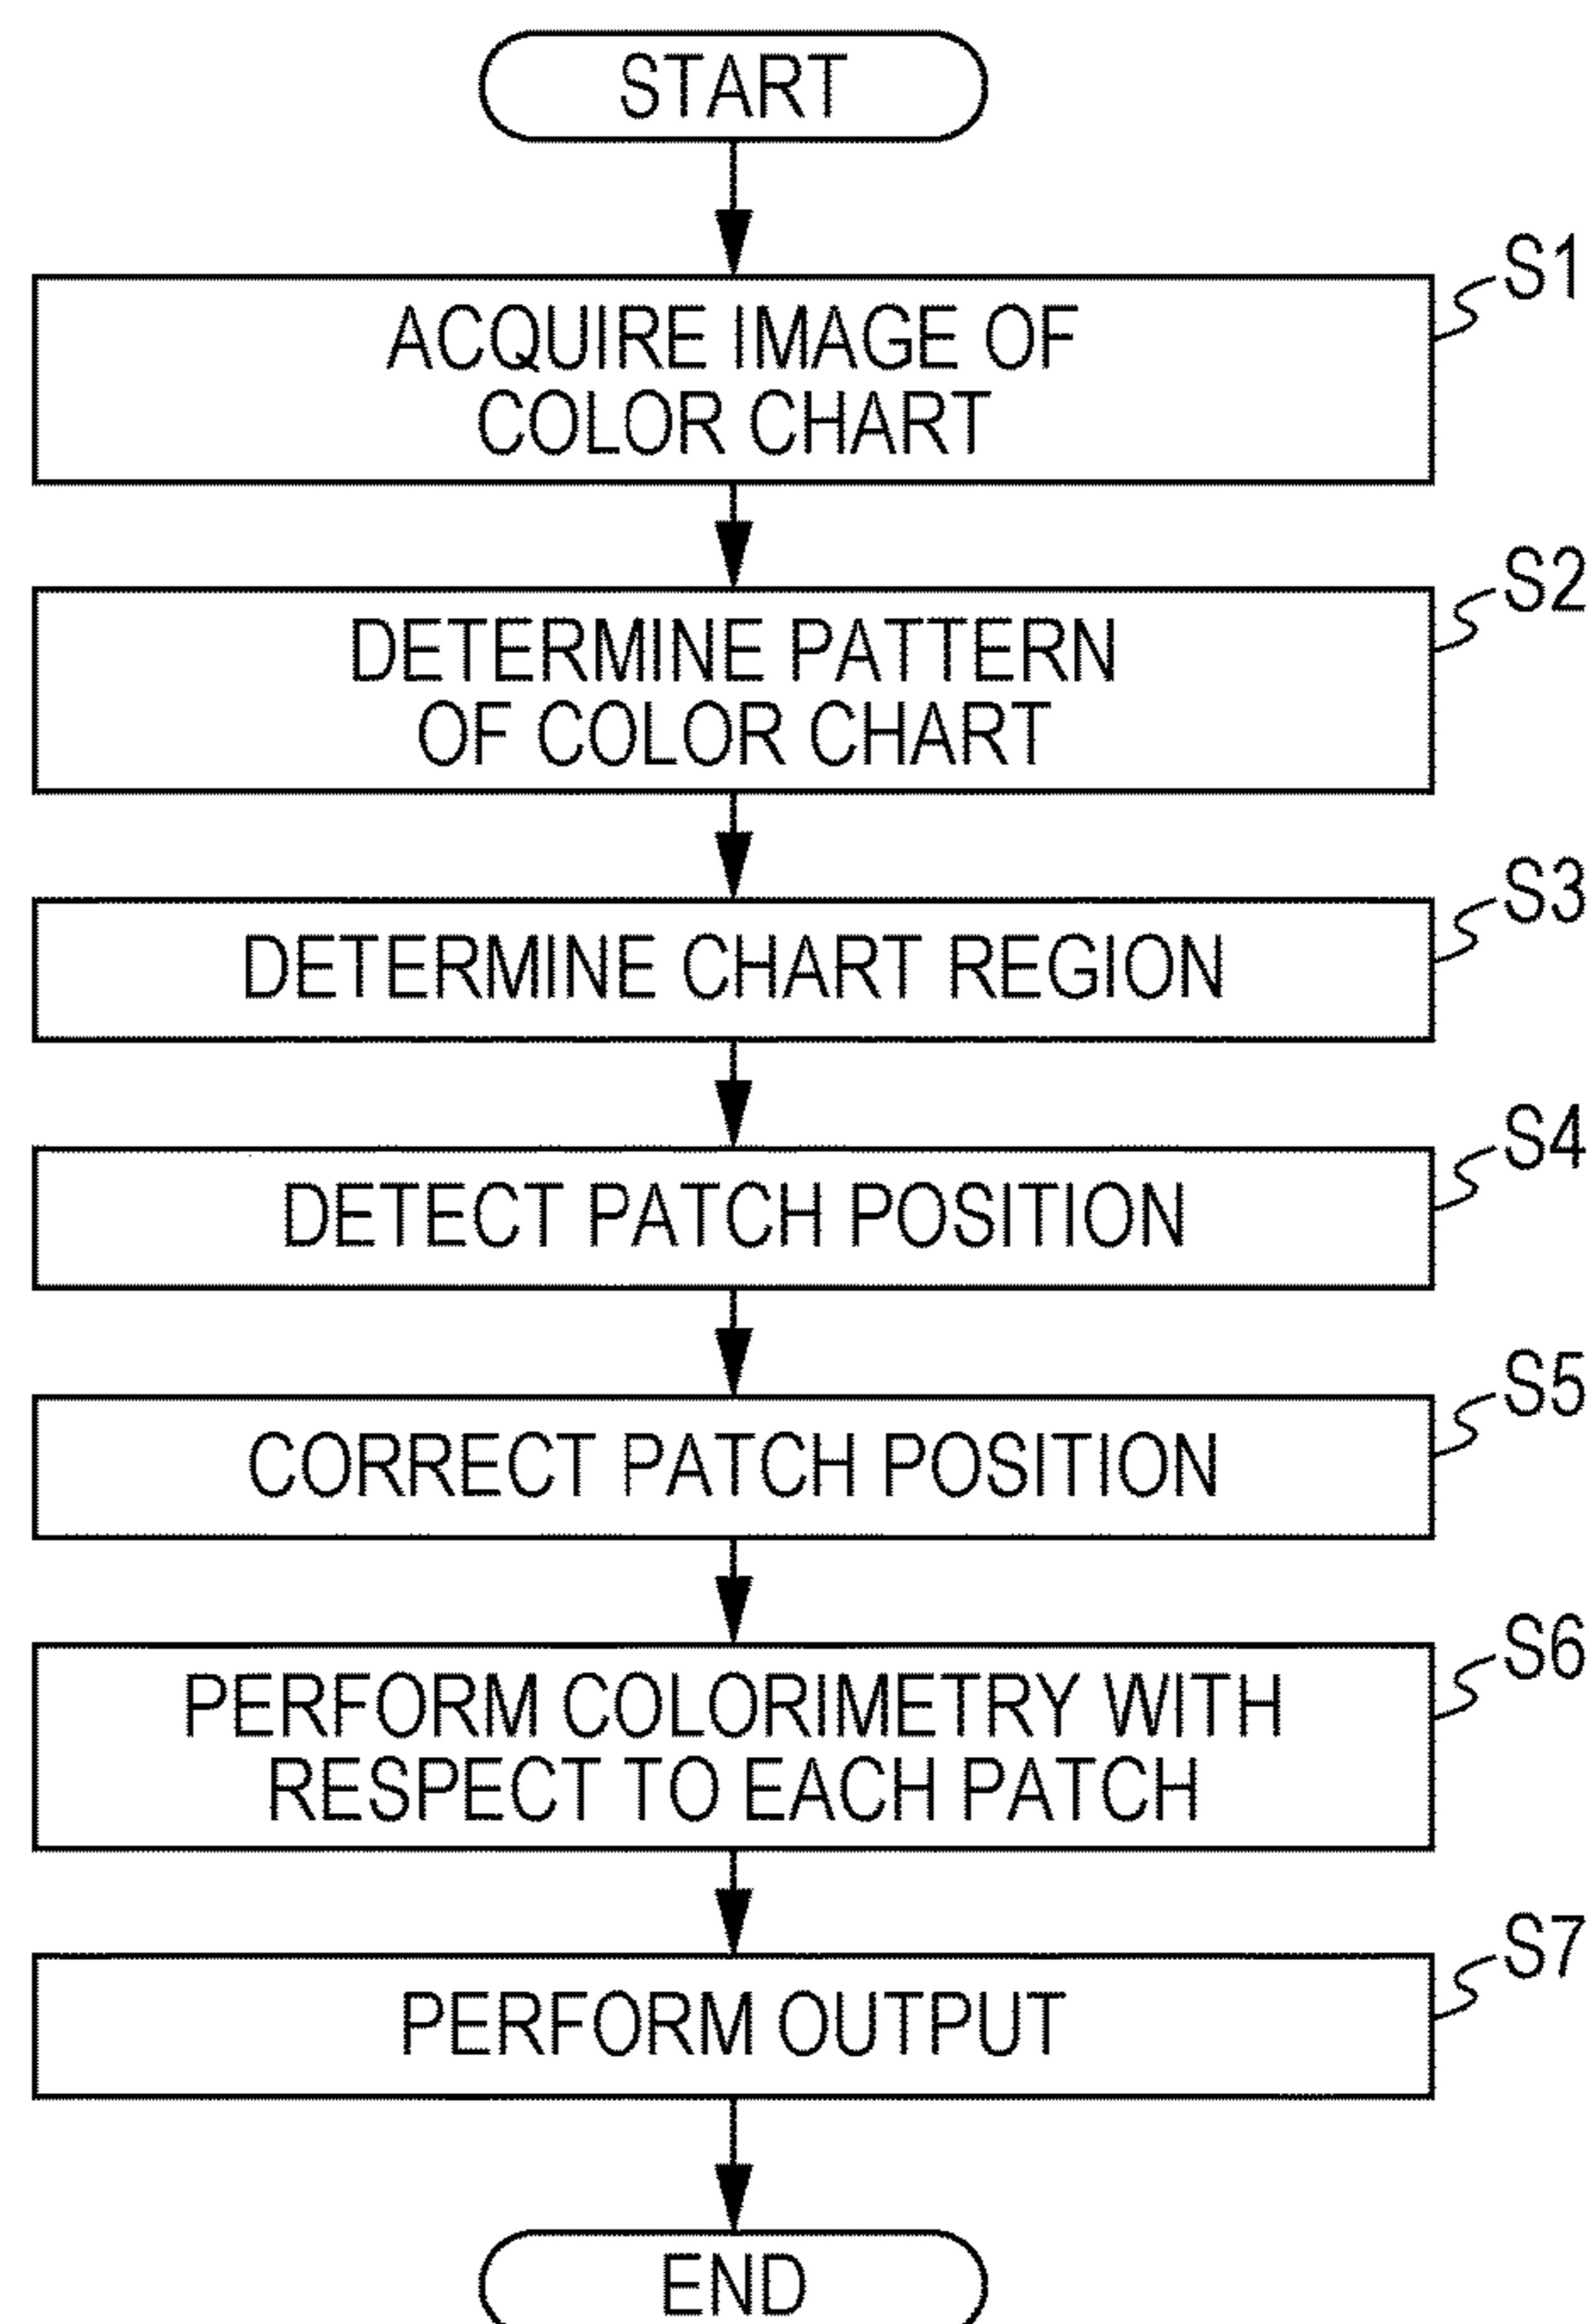 START
S1
ACQUIRE IMAGE OF
COLOR CHART
S2
DETERMINE PATTERN
OF COLOR CHART
S3
DETERMINE CHART REGION
S4
DETECT PATCH POSITION
S5
CORRECT PATCH POSITION
S6
PERFORM COLORIMETRY WITH
RESPECT TO EACH PATCH
S7
PERFORM OUTPUT
END